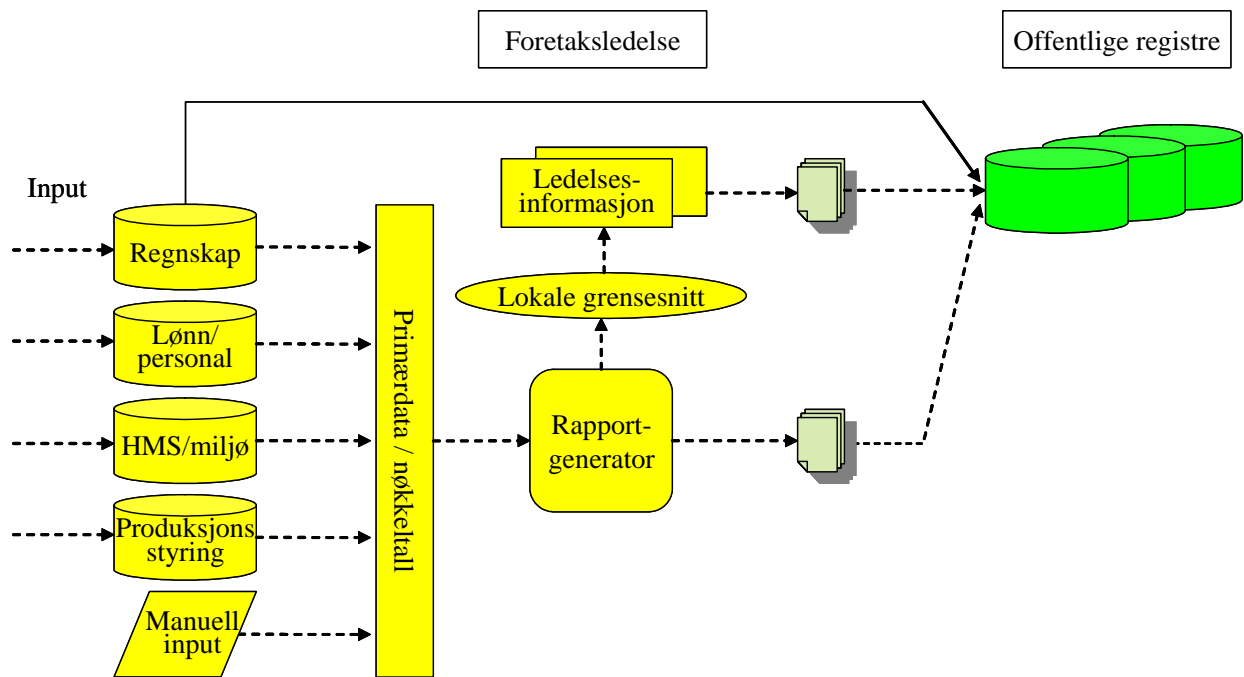 Foretaksledelse
Offentlige registre
Input
Ledelses-
informasjon
Regnskap
Lokale grensesnitt
Lønn/
personal
Primærdata / nøkkeltall
Rapport-
generator
HMS/miljø
Produksjons
styring
Manuell
input